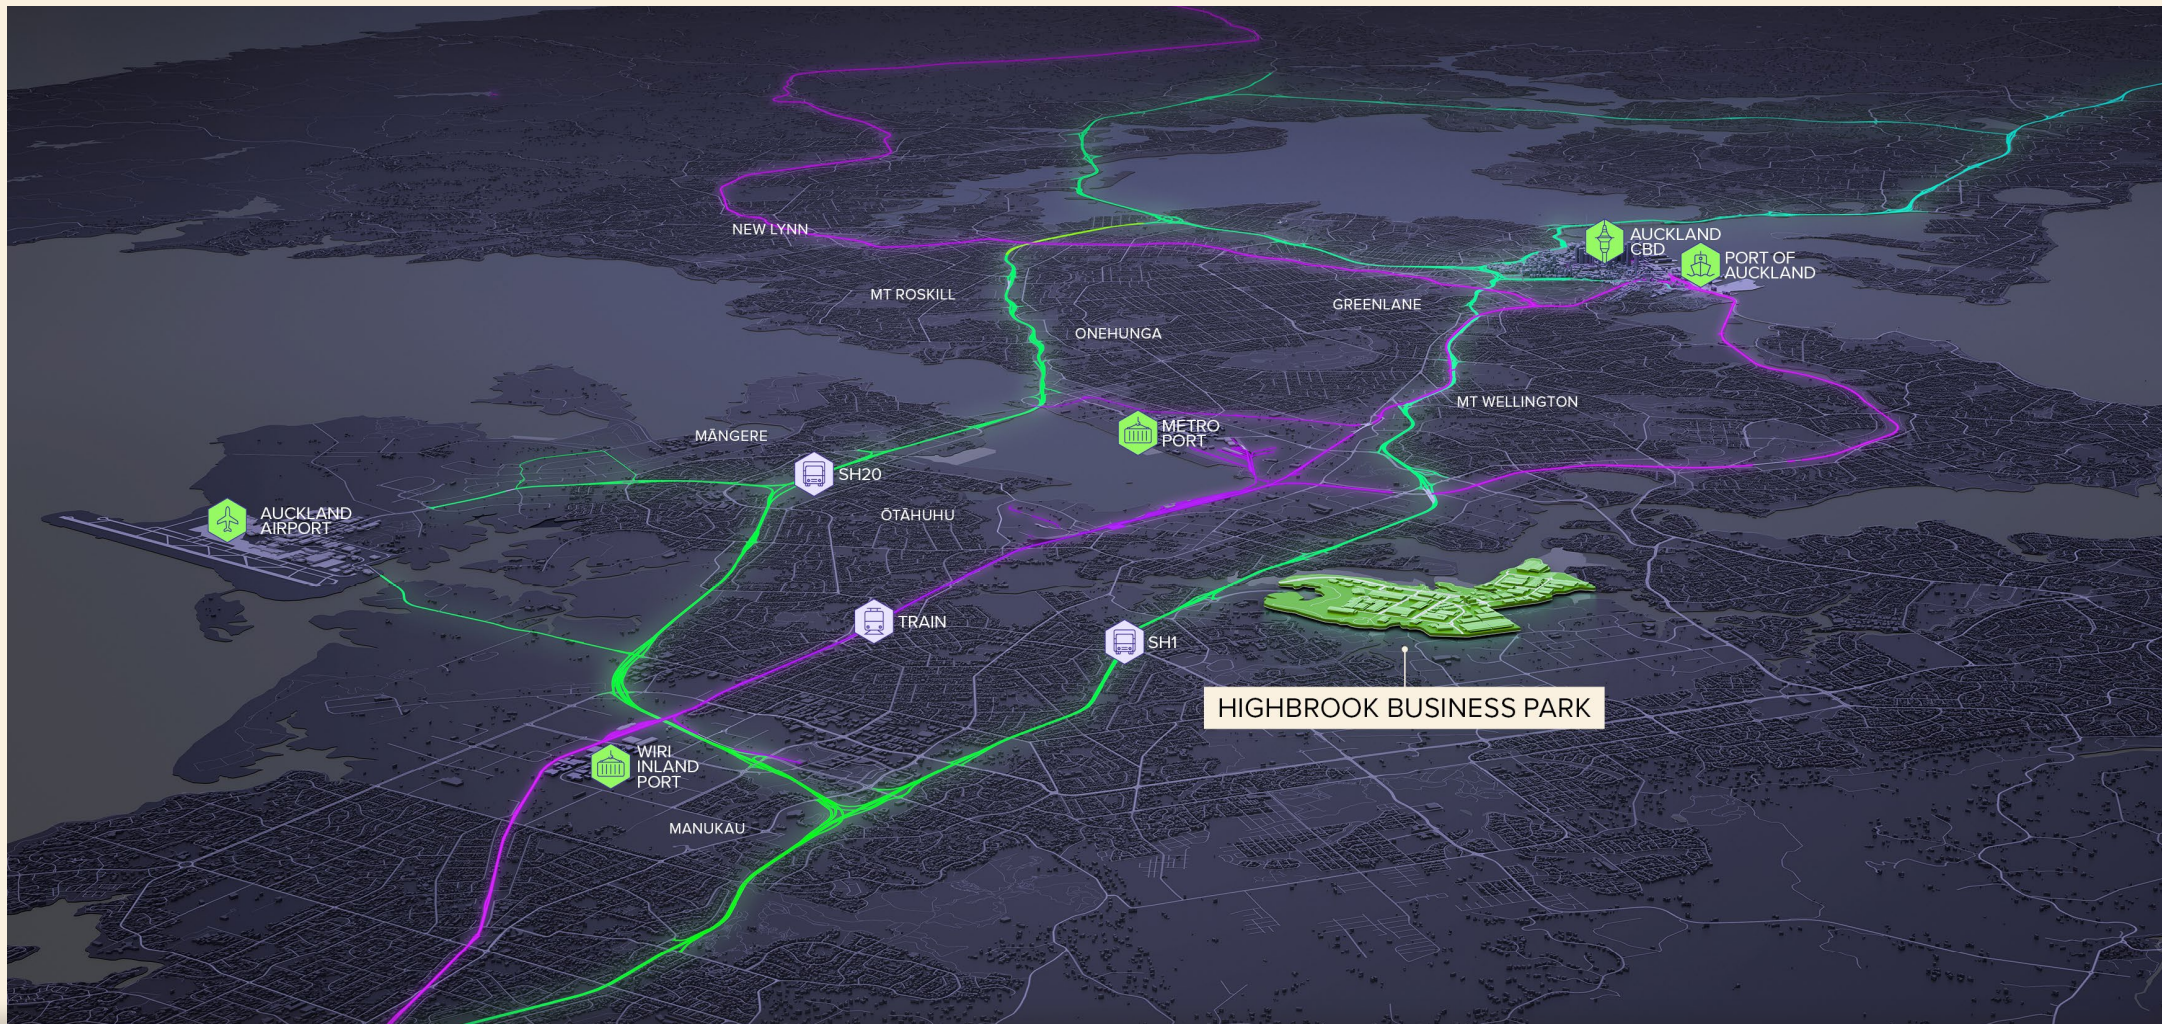 AUCKLAND
CBD
PORT OF
AUCKLAND
NEW LYNN
MT ROSKILL
GREENLANE
ONEHUNGA
MT WELLINGTON
METRO
PORT
MĀNGERE
SH20
AUCKLAND
AIRPORT
ŌTĀHUHU
TRAIN
SH1
HIGHBROOK BUSINESS PARK
WIRI
INLAND
PORT
MANUKAU